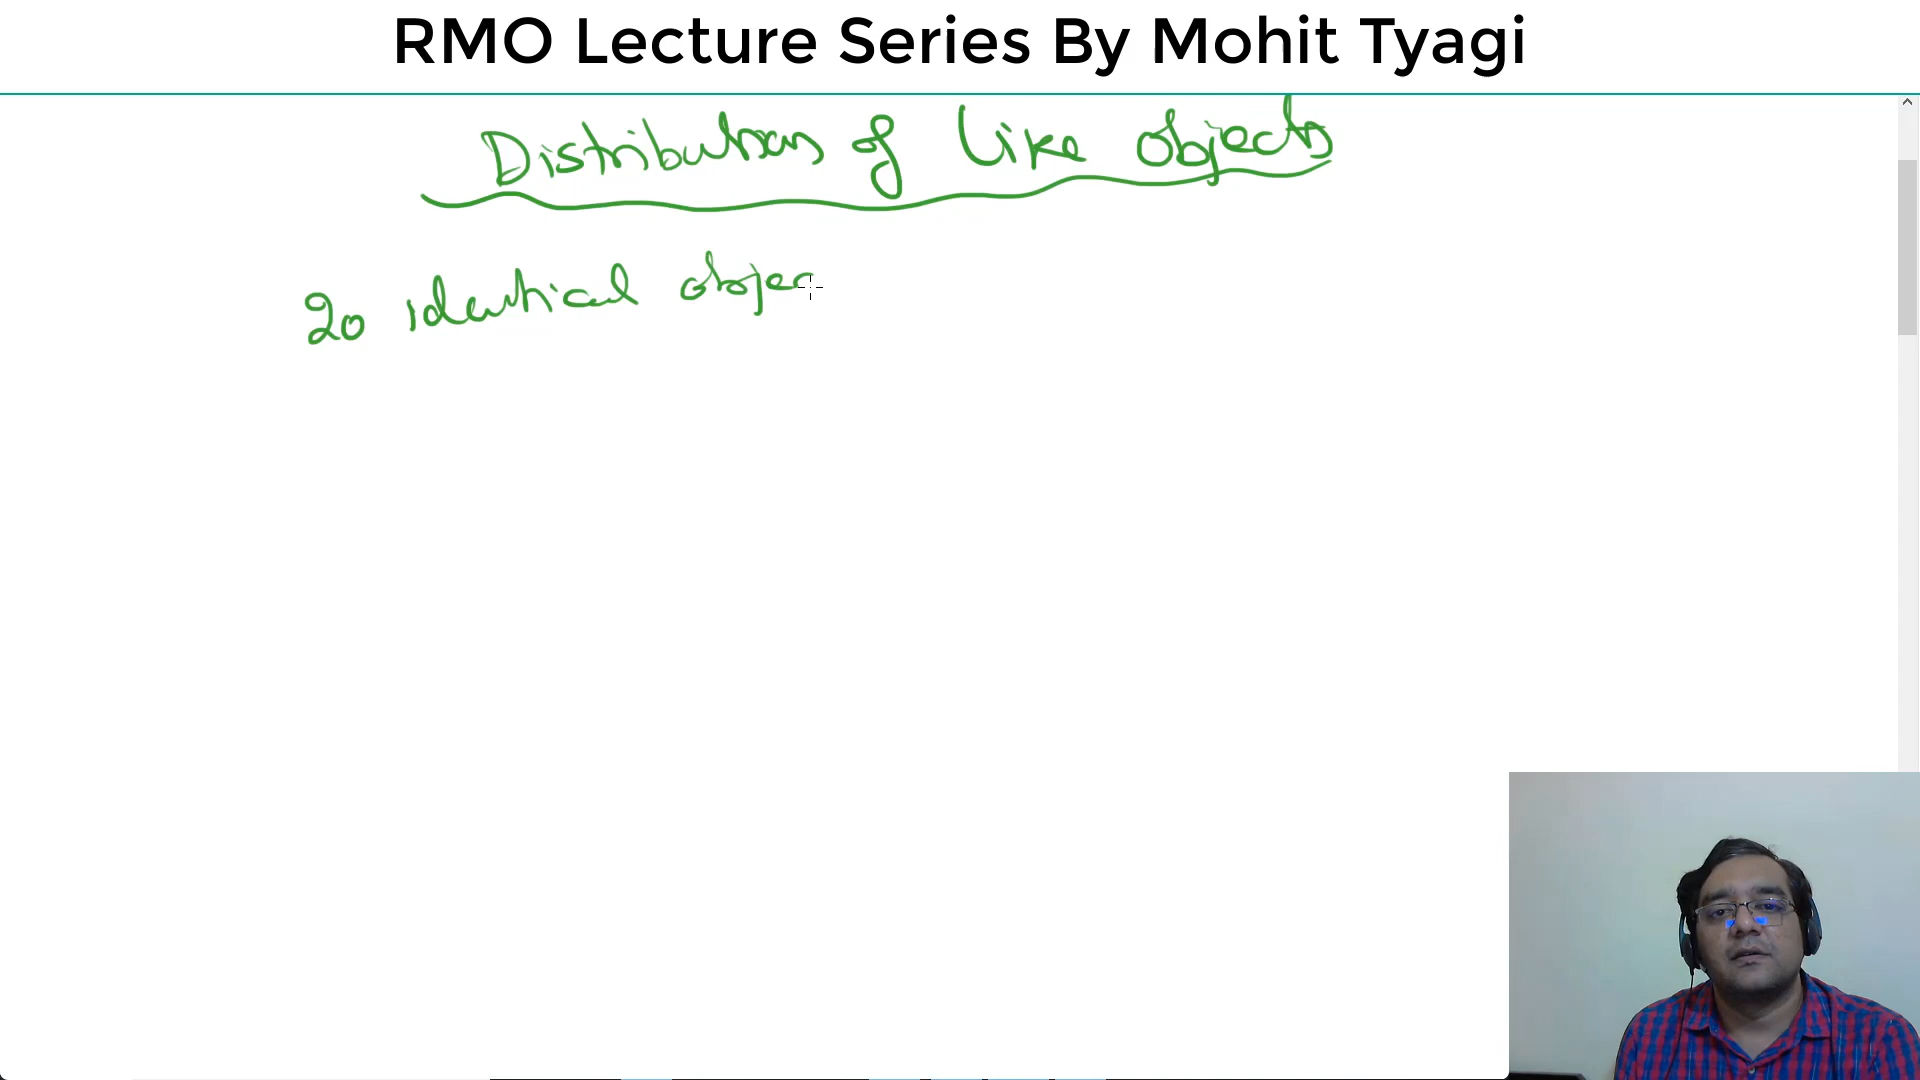 RMO Lecture Series By Mohit Tyagi
Distribution of Like Objects
20 identical objec